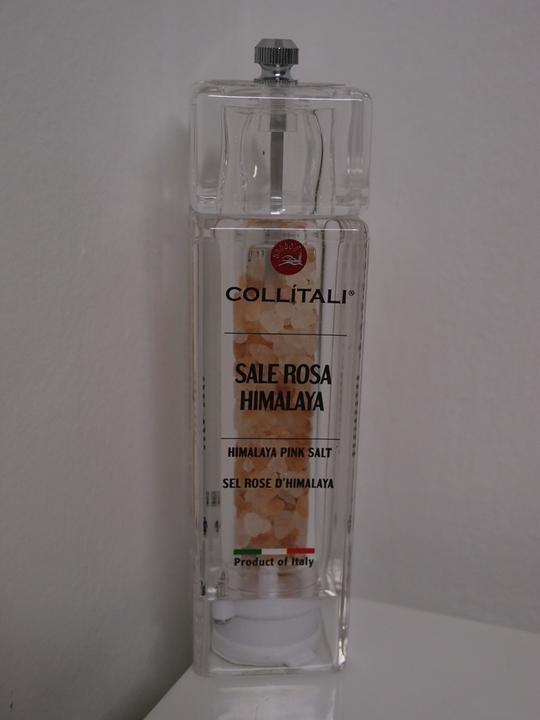 COLLÍTALI®
SALE ROSA
HIMALAYA
HIMALAYA PINK SALT
SEL ROSE D'HIMALAYA
Product of Italy